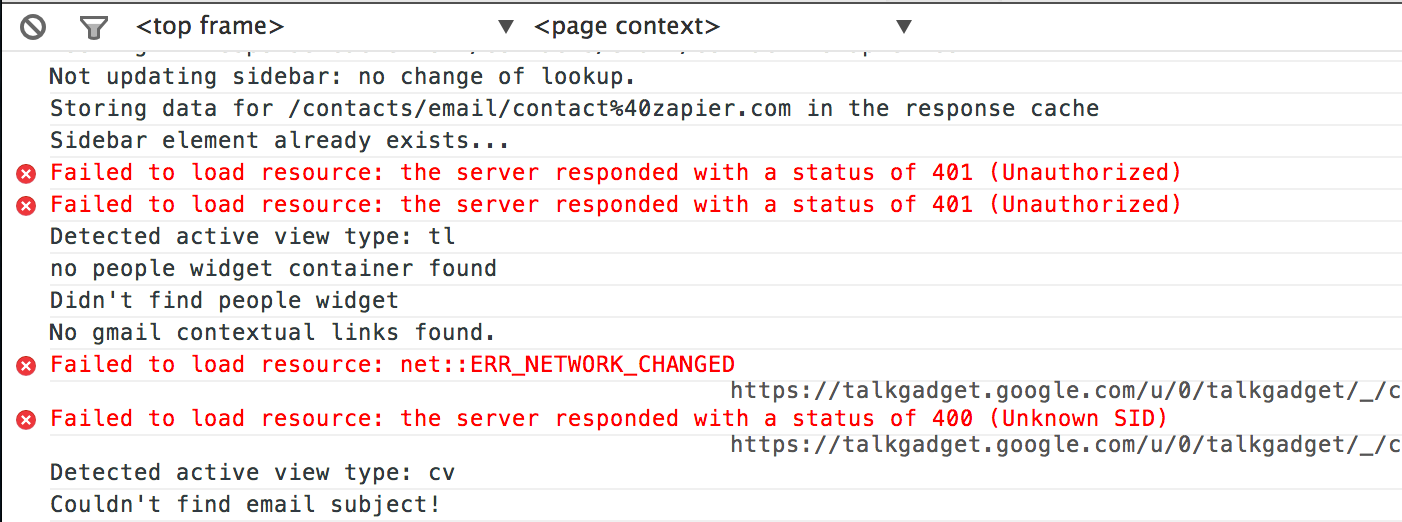 <top frame> ▼ <page context> ▼
Not updating sidebar: no change of lookup.
Storing data for /contacts/email/contact%40zapier.com in the response cache
Sidebar element already exists...
Failed to load resource: the server responded with a status of 401 (Unauthorized)
Failed to load resource: the server responded with a status of 401 (Unauthorized)
Detected active view type: tl
no people widget container found
Didn't find people widget
No gmail contextual links found.
Failed to load resource: net::ERR_NETWORK_CHANGED
https://talkgadget.google.com/u/0/talkgadget/_/c
Failed to load resource: the server responded with a status of 400 (Unknown SID)
https://talkgadget.google.com/u/0/talkgadget/_/c
Detected active view type: cv
Couldn't find email subject!